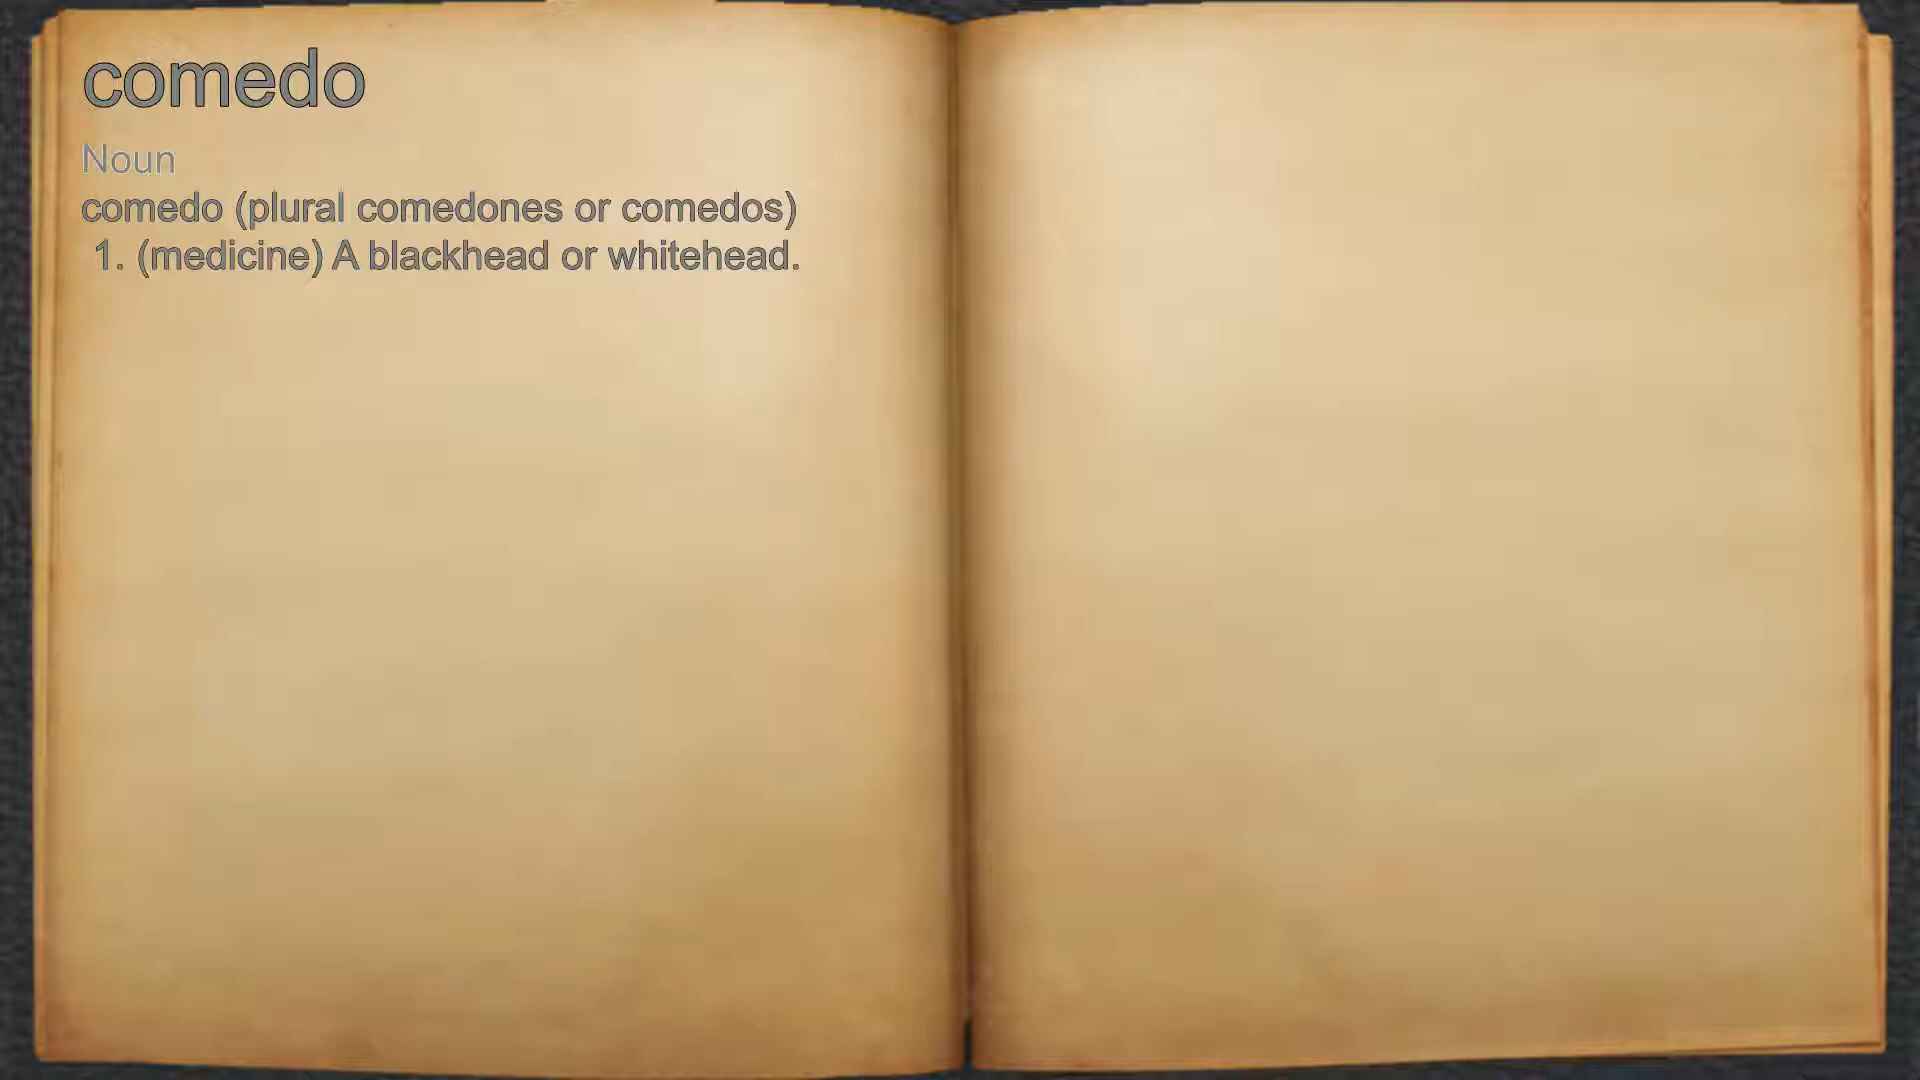 comedo
Noun
comedo (plural comedones or comedos)
1. (medicine) A blackhead or whitehead.